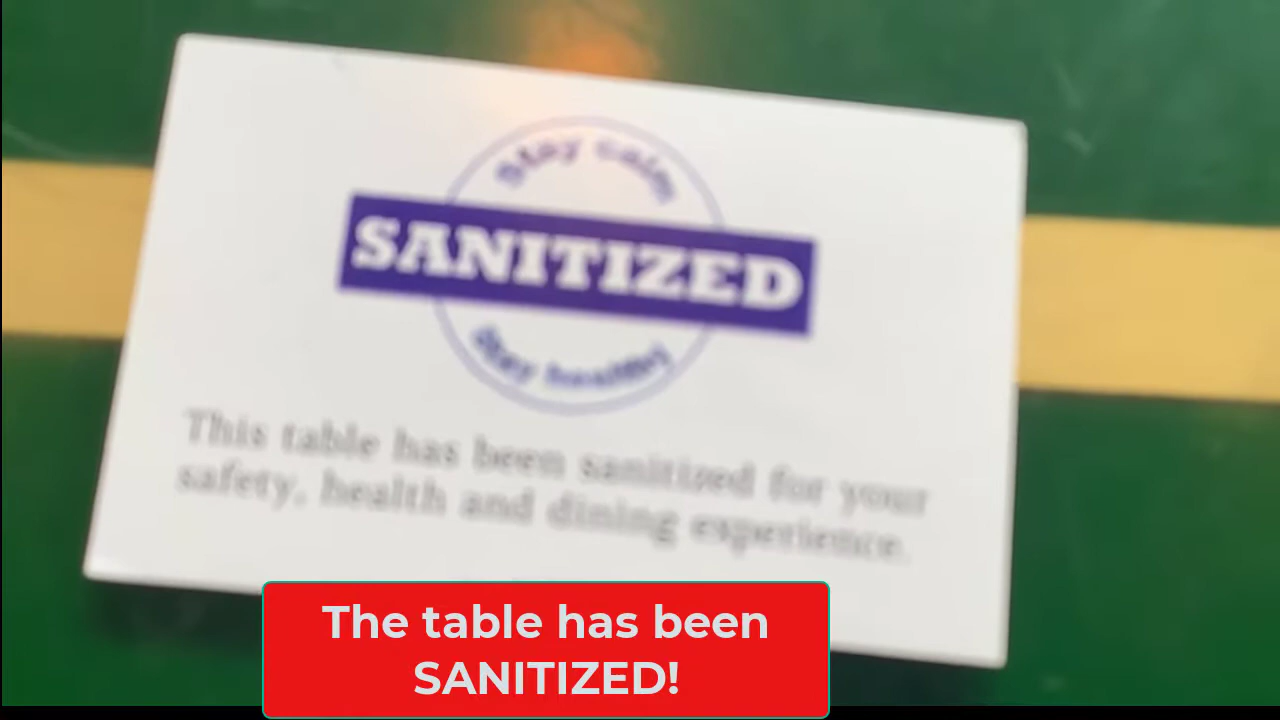 Stay calm
SANITIZED
Stay healthy
This table has been sanitized for your
safety, health and dining experience.
The table has been
SANITIZED!